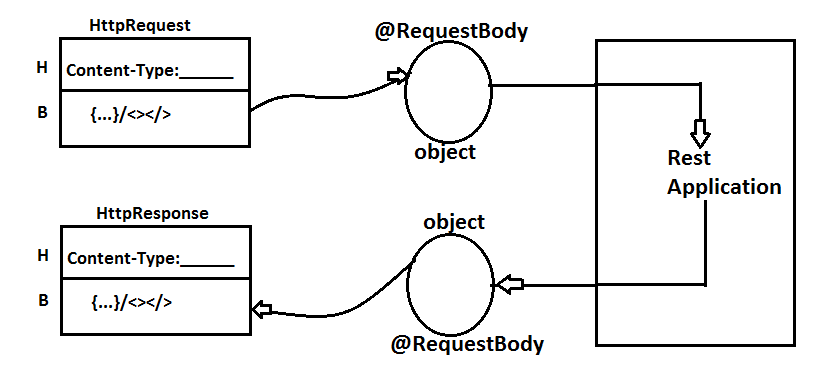 HttpRequest
@RequestBody
H
Content-Type:______
B
{...}/<></>
object
Rest
Application
HttpResponse
object
H
Content-Type:______
B
{...}/<></>
@RequestBody